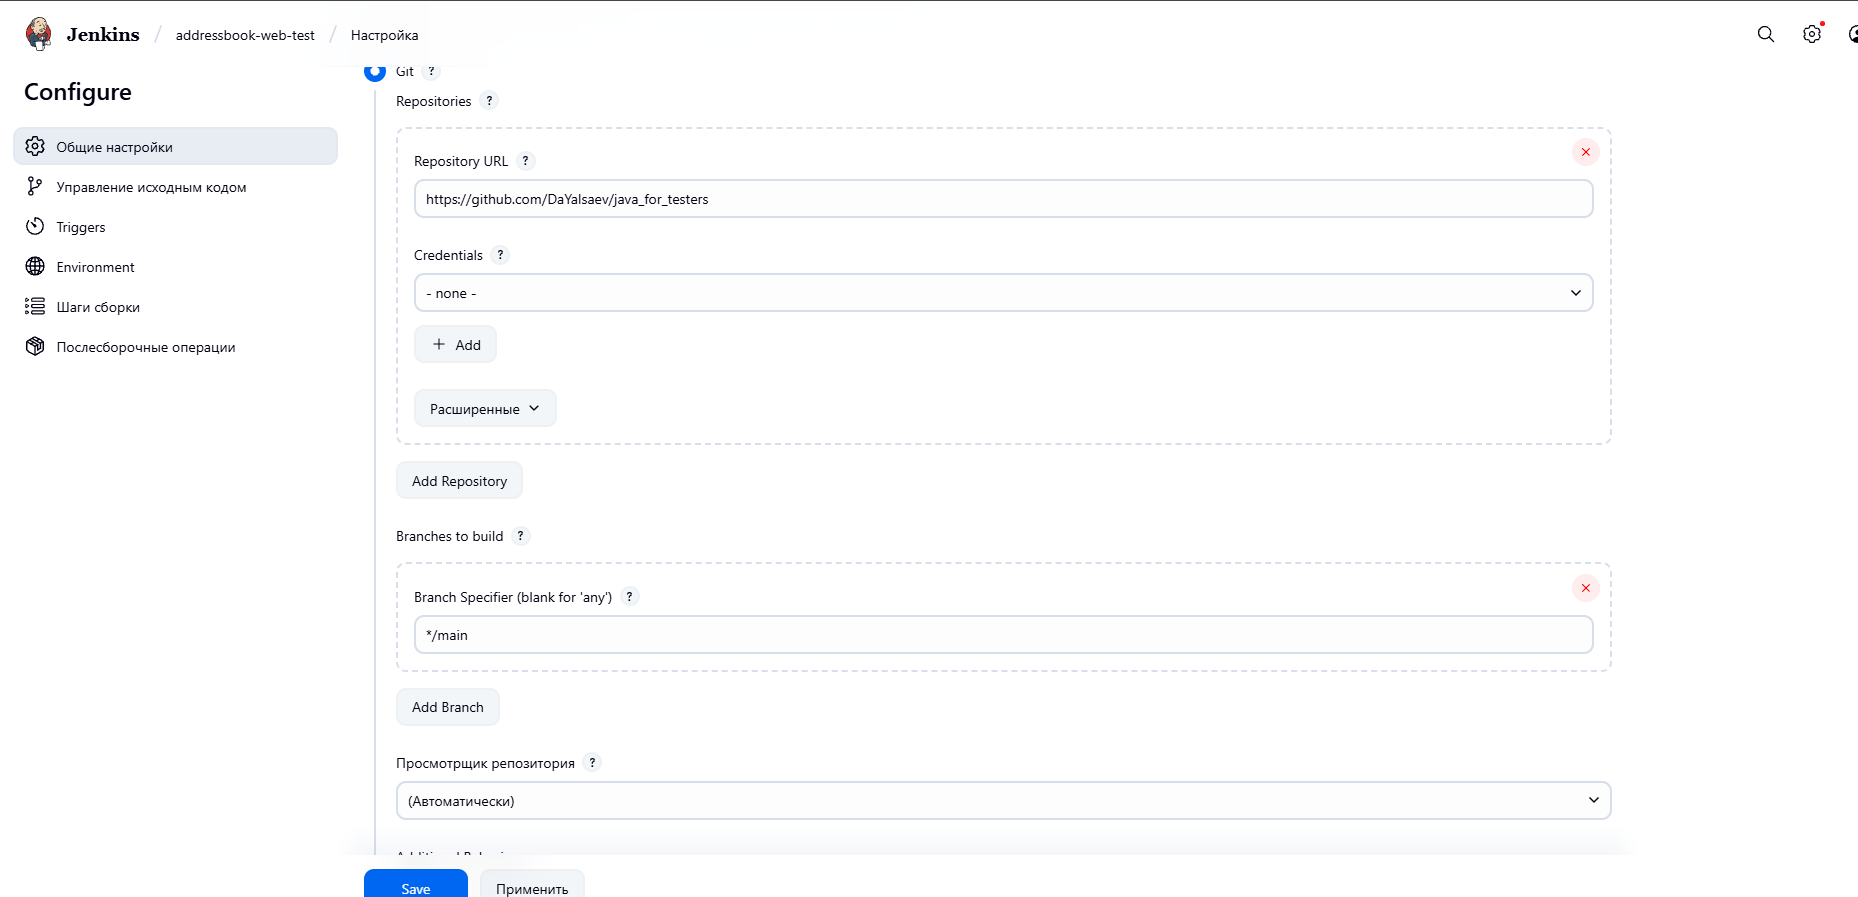 Jenkins / addressbook-web-test / Настройка
Configure
Общие настройки
Управление исходным кодом
Triggers
Environment
Шаги сборки
Послесборочные операции
Git ?
Repositories ?
Repository URL ?
https://github.com/DaYalsaev/java_for_testers
Credentials ?
- none -
+ Add
Расширенные
Add Repository
Branches to build ?
Branch Specifier (blank for 'any') ?
*/main
Add Branch
Просмотрщик репозитория ?
(Автоматически)
Save
Применить